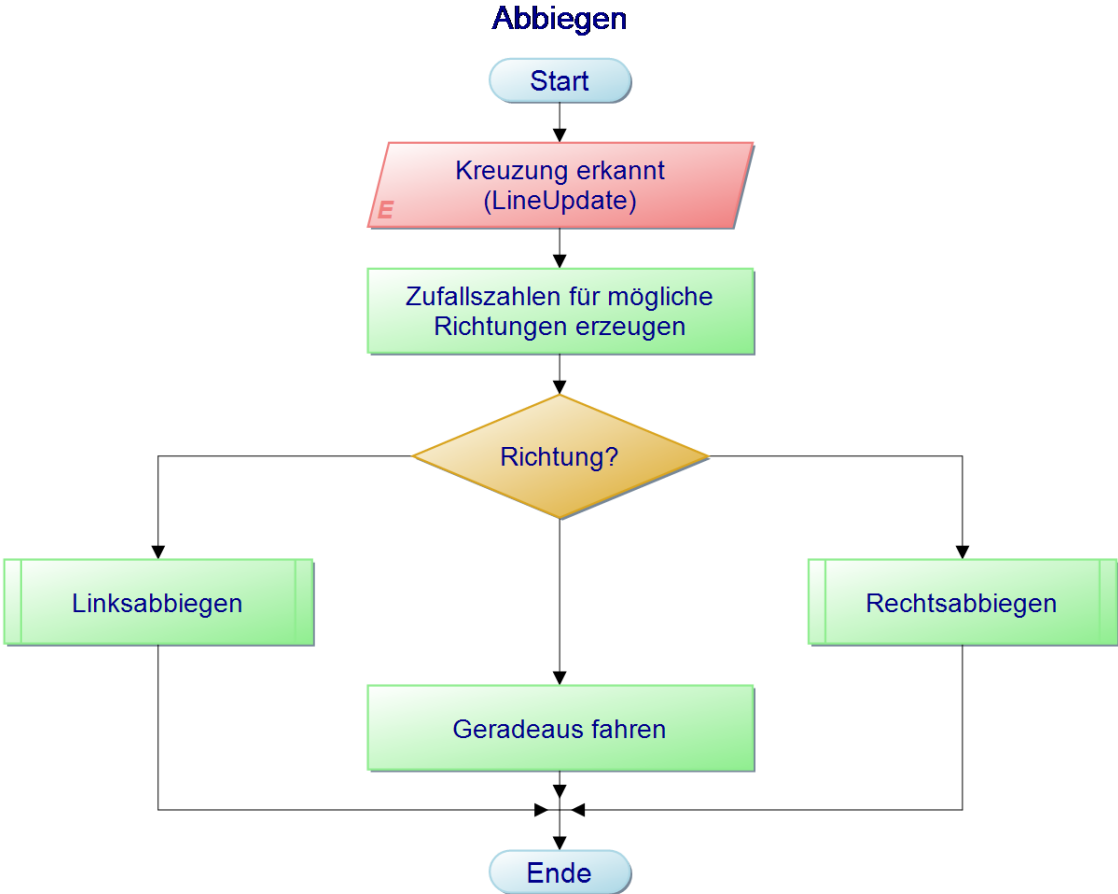 Abbiegen
Start
Kreuzung erkannt
(LineUpdate)
E
Zufallszahlen für mögliche
Richtungen erzeugen
Richtung?
Linksabbiegen
Rechtsabbiegen
Geradeaus fahren
Ende